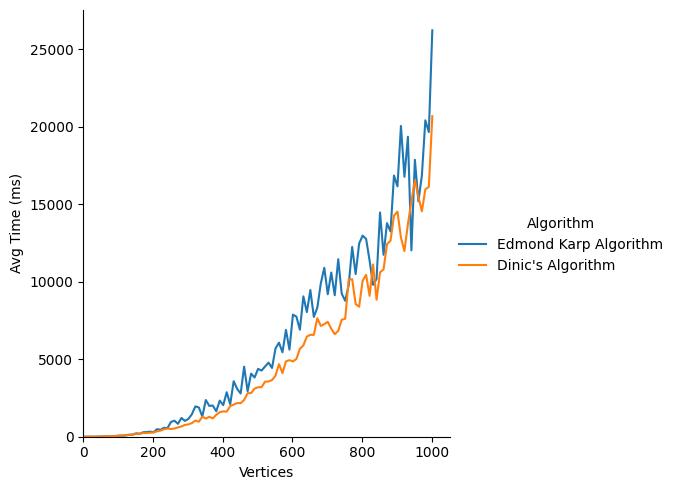 25000
20000
15000
10000
5000
0
Avg Time (ms)
0 200 400 600 800 1000
Vertices
Algorithm
Edmond Karp Algorithm
Dinic's Algorithm